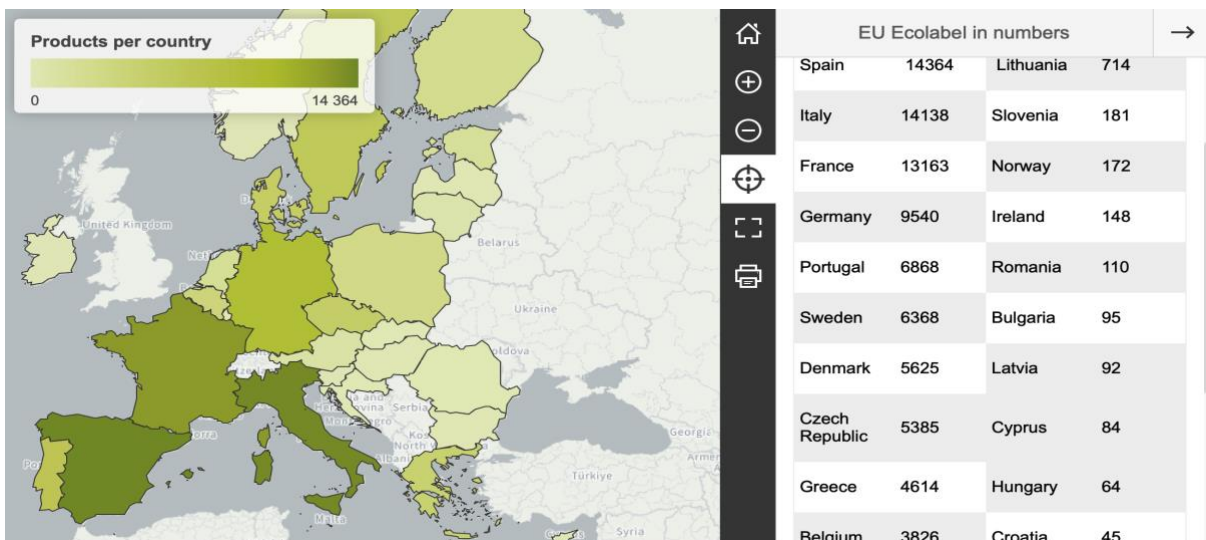 Products per country
0
14 364
United Kingdom
Belarus
Ukraine
Serbia
Georgia
Türkiye
Malta
Syria
EU Ecolabel in numbers
Spain 14364 Lithuania 714
Italy 14138 Slovenia 181
France 13163 Norway 172
Germany 9540 Ireland 148
Portugal 6868 Romania 110
Sweden 6368 Bulgaria 95
Denmark 5625 Latvia 92
Czech
Republic 5385 Cyprus 84
Greece 4614 Hungary 64
Belgium 3826 Croatia 45